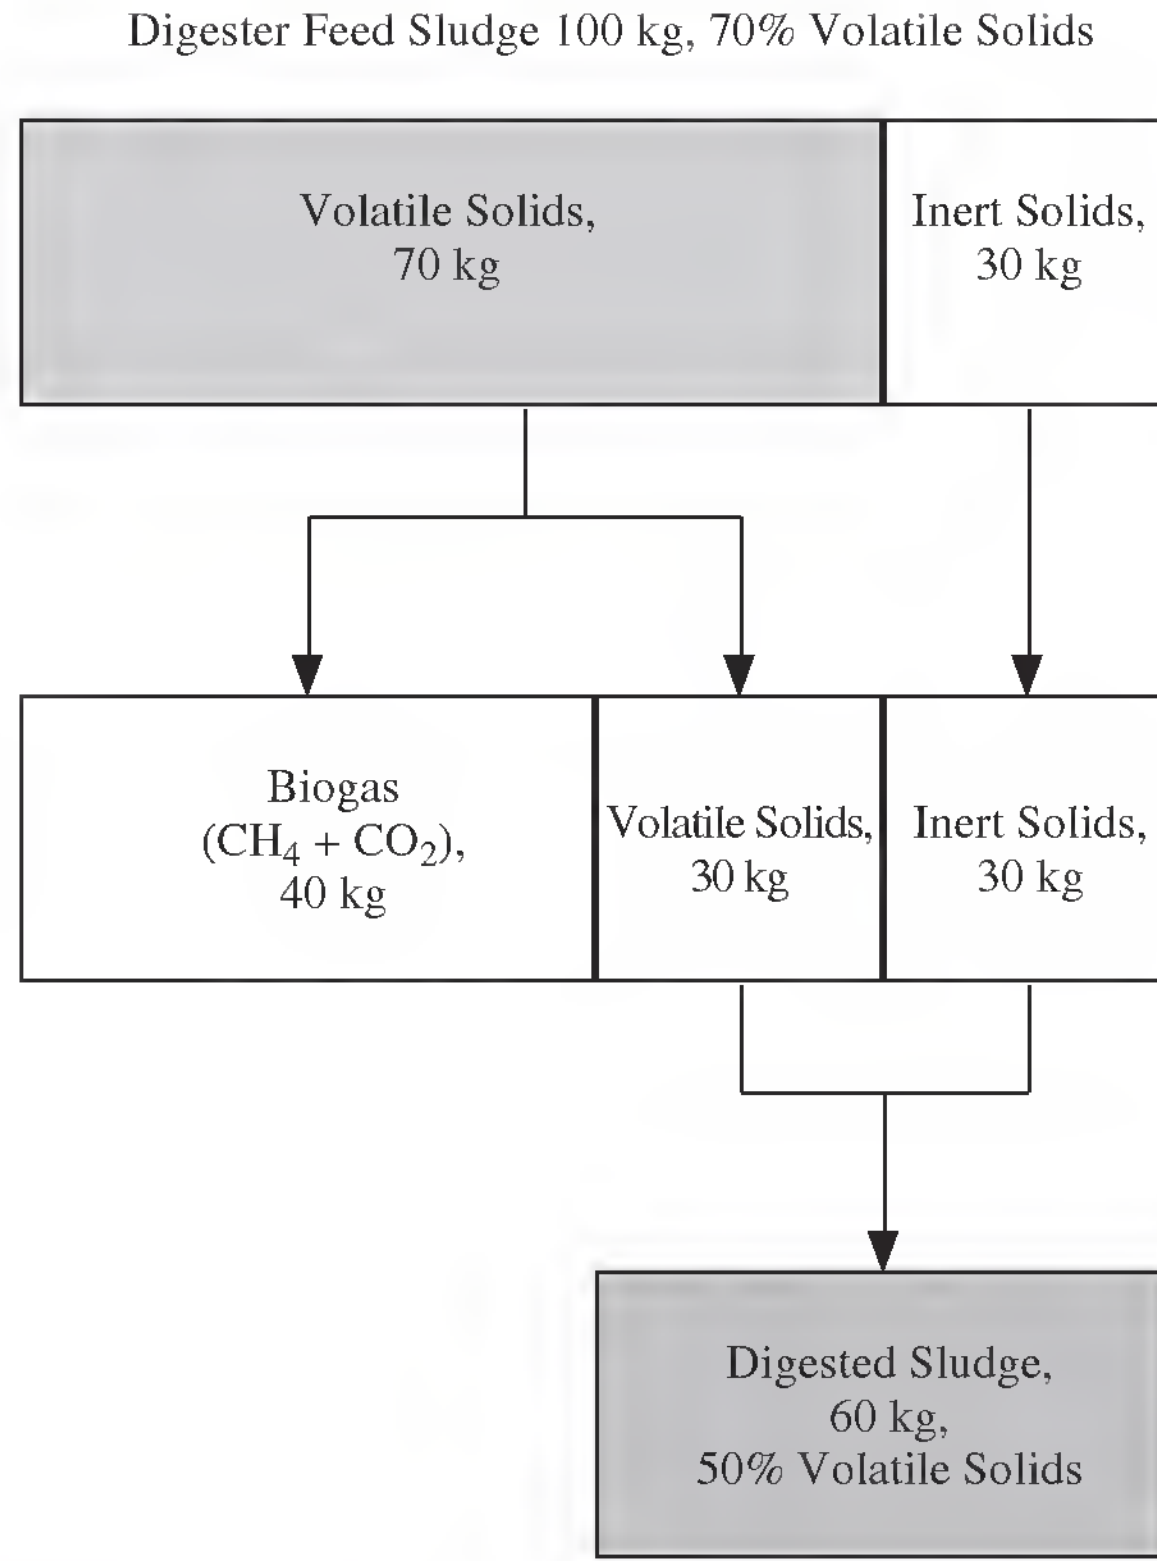 Digester Feed Sludge 100 kg, 70% Volatile Solids
Volatile Solids,
70 kg
Inert Solids,
30 kg
Biogas
(CH₄ + CO₂),
40 kg
Volatile Solids,
30 kg
Inert Solids,
30 kg
Digested Sludge,
60 kg,
50% Volatile Solids